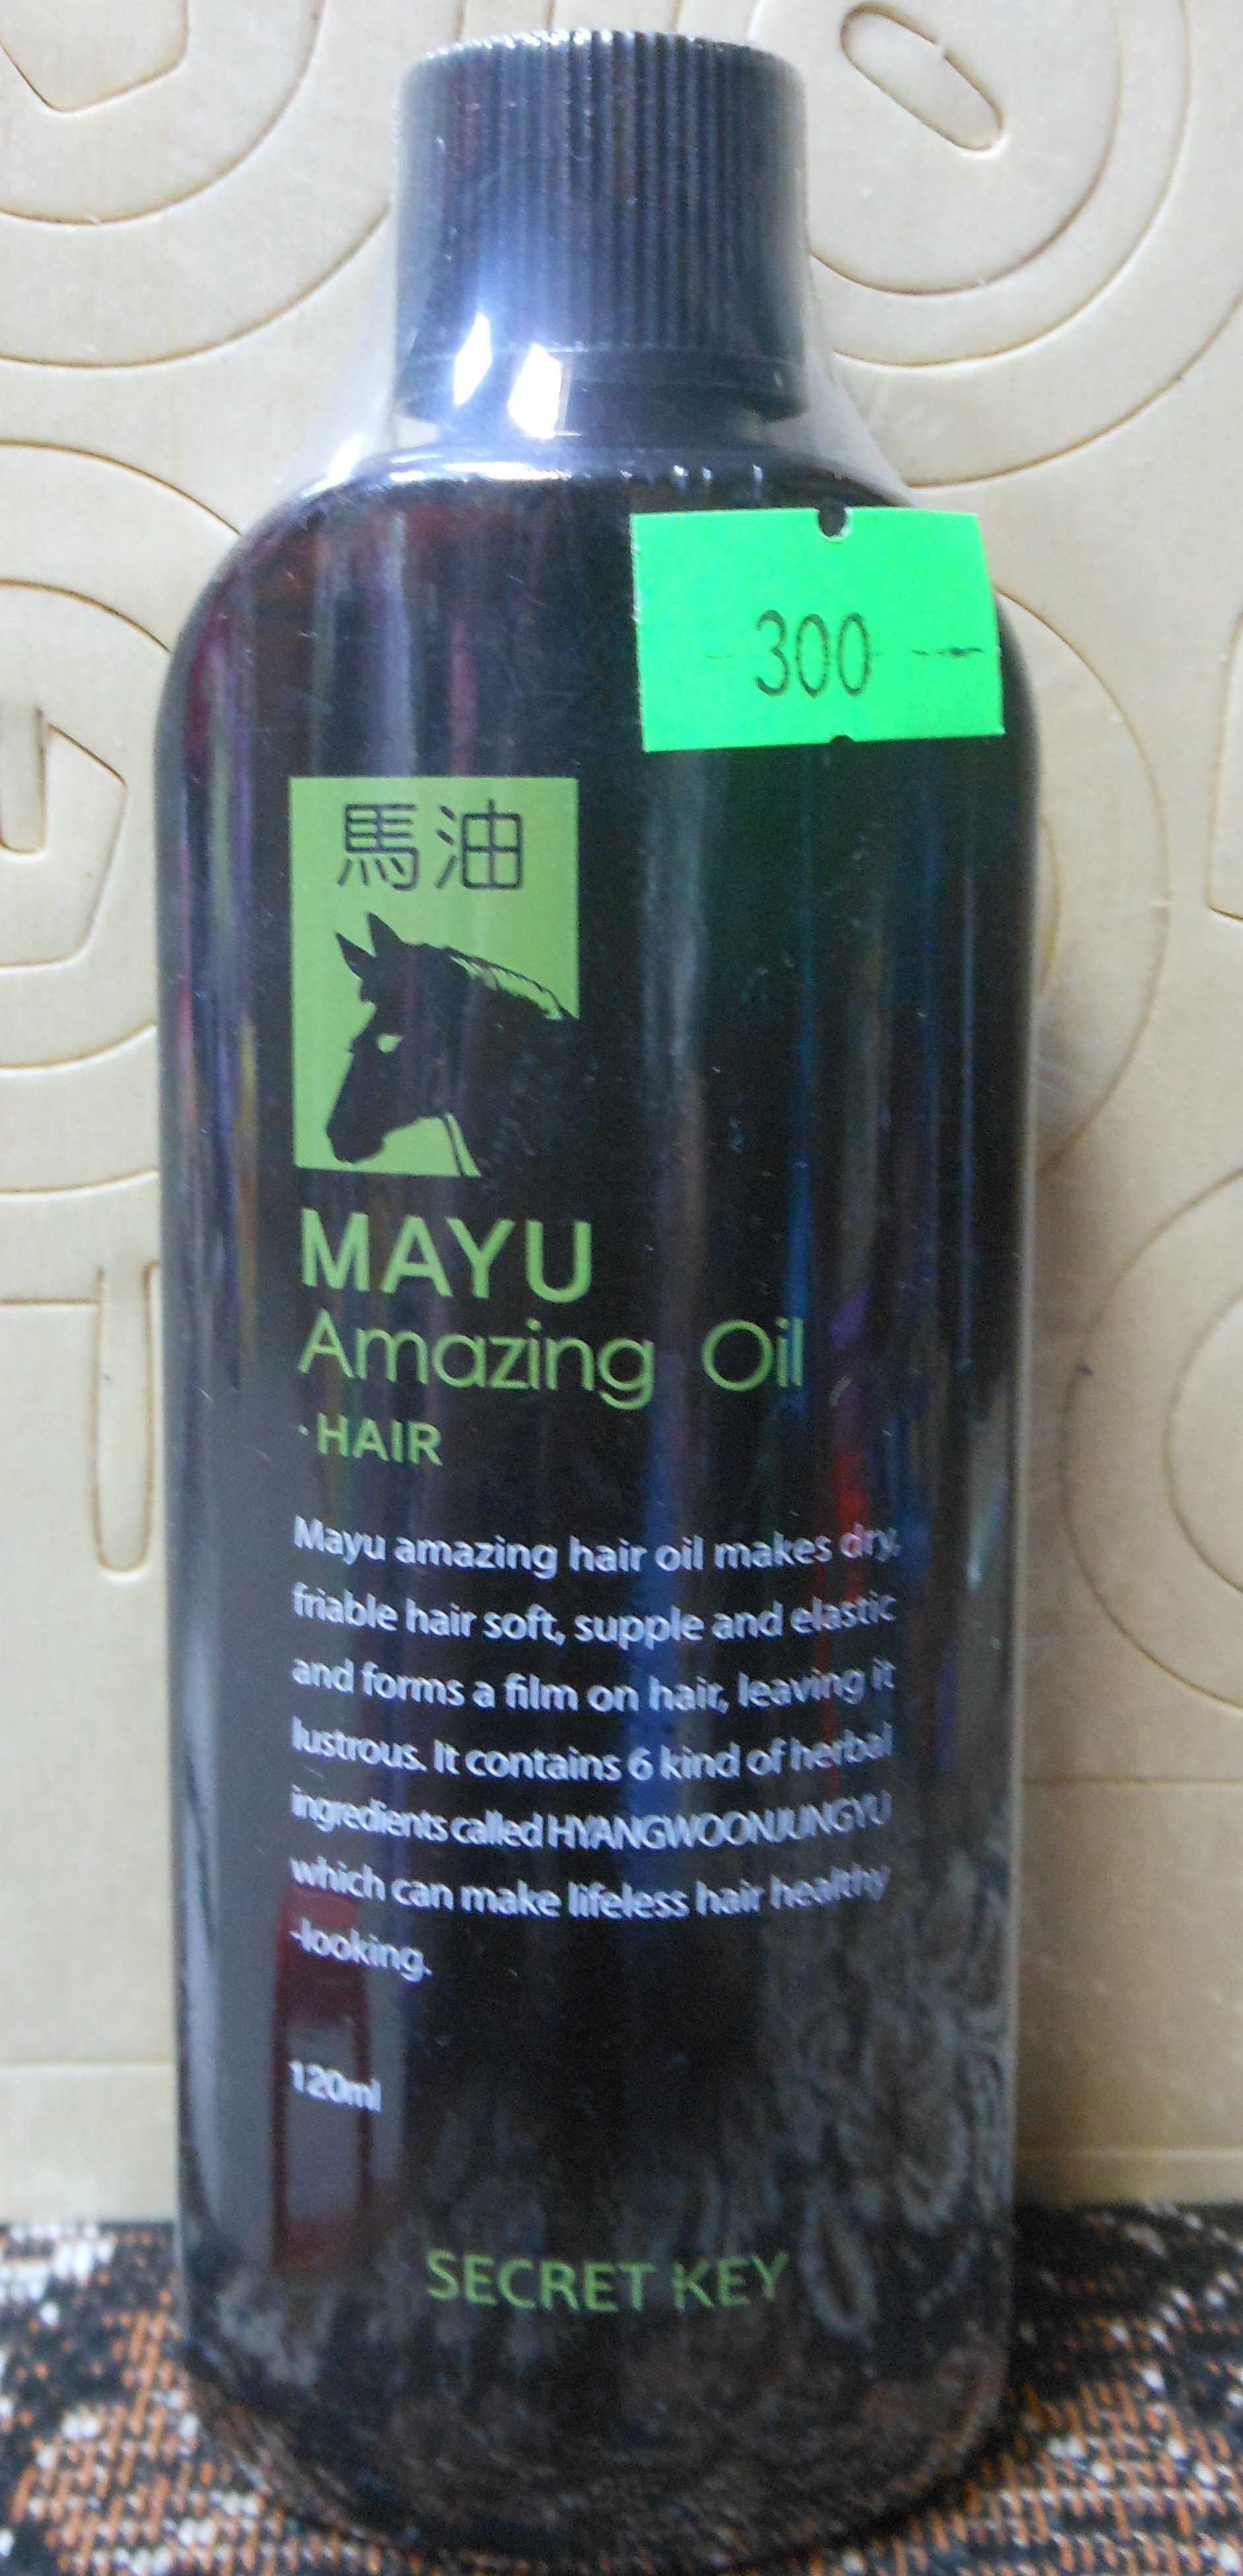 300
馬油
MAYU
Amazing Oil
·HAIR
Mayu amazing hair oil makes dry,
friable hair soft, supple and elastic
and forms a film on hair, leaving it
lustrous. It contains 6 kind of herbal
ingredients called HYANGWOONJUNGYU
which can make lifeless hair healthy
-looking.
120ml
SECRET KEY